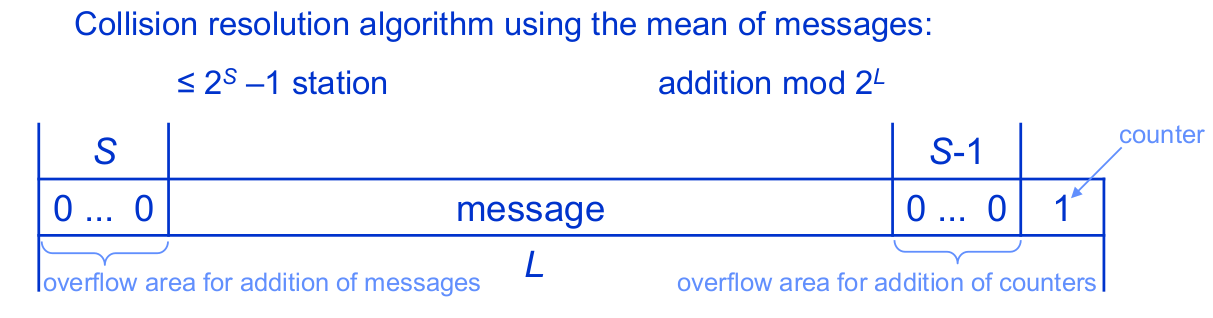 Collision resolution algorithm using the mean of messages:
≤ 2^S –1 station addition mod 2^L
counter
S S-1
0 ... 0 message 0 ... 0 1
L
overflow area for addition of messages overflow area for addition of counters